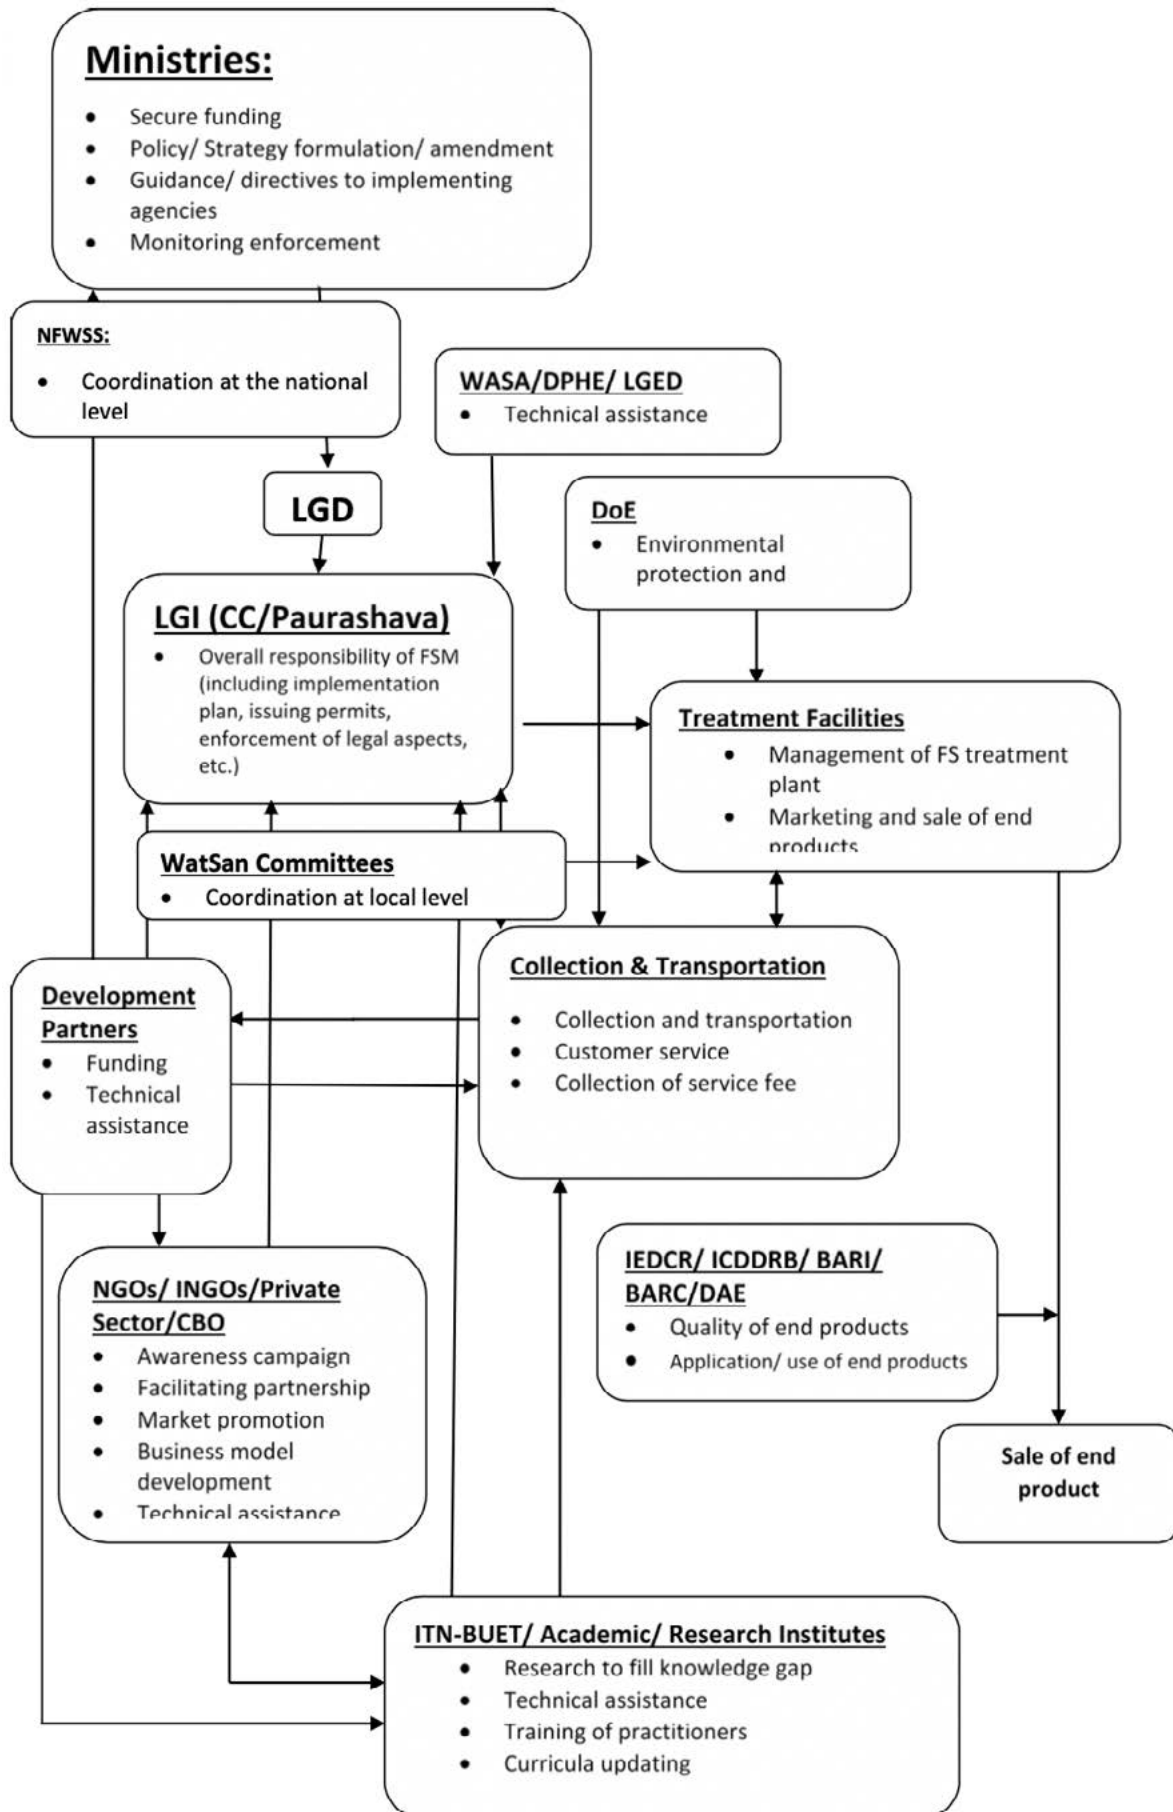 Ministries:
• Secure funding
• Policy/ Strategy formulation/ amendment
• Guidance/ directives to implementing
agencies
• Monitoring enforcement
NFWSS:
• Coordination at the national
level
WASA/DPHE/ LGED
• Technical assistance
LGD
DoE
• Environmental
protection and
LGI (CC/Paurashava)
• Overall responsibility of FSM
(including implementation
plan, issuing permits,
enforcement of legal aspects,
etc.)
Treatment Facilities
• Management of FS treatment
plant
• Marketing and sale of end
products
WatSan Committees
• Coordination at local level
Collection & Transportation
• Collection and transportation
• Customer service
• Collection of service fee
Development
Partners
• Funding
• Technical
assistance
NGOs/ INGOs/Private
Sector/CBO
• Awareness campaign
• Facilitating partnership
• Market promotion
• Business model
development
• Technical assistance
IEDCR/ ICDDRB/ BARI/
BARC/DAE
• Quality of end products
• Application/ use of end products
Sale of end
product
ITN-BUET/ Academic/ Research Institutes
• Research to fill knowledge gap
• Technical assistance
• Training of practitioners
• Curricula updating